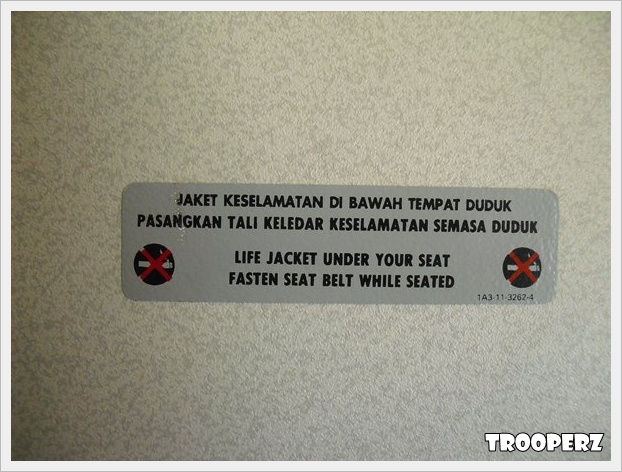 JAKET KESELAMATAN DI BAWAH TEMPAT DUDUK
PASANGKAN TALI KELEDAR KESELAMATAN SEMASA DUDUK
LIFE JACKET UNDER YOUR SEAT
FASTEN SEAT BELT WHILE SEATED
1A3-11-3262-4
TROOPERZ